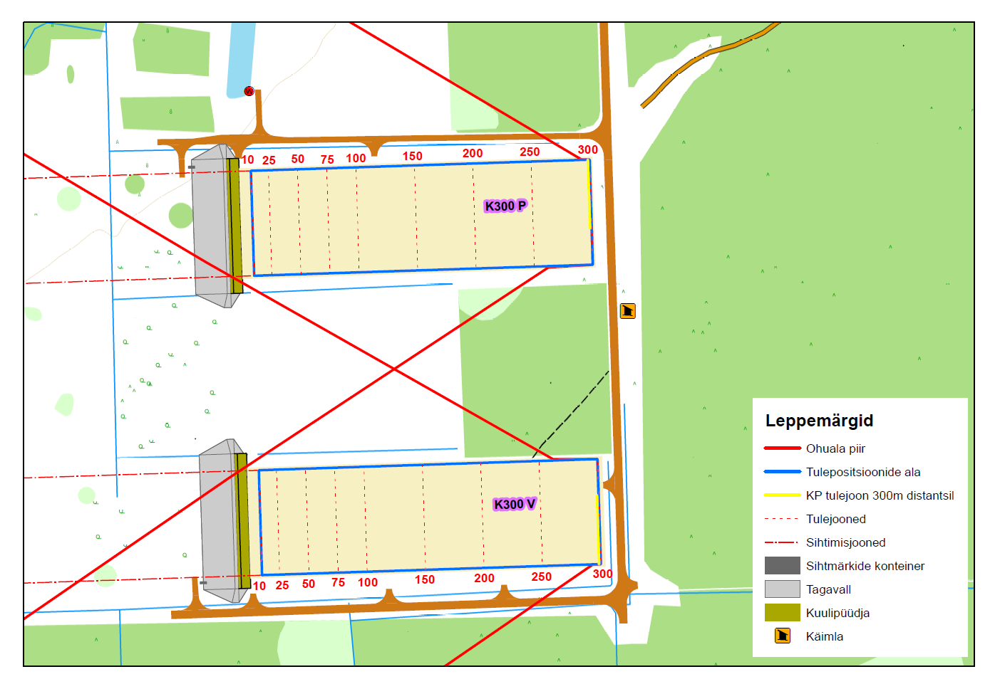 W
10 25 50 75 100 150 200 250 300
K300 P
K300 V
10 25 50 75 100 150 200 250 300
Leppemärgid
Ohuala piir
Tulepositsioonide ala
KP tulejoon 300m distantsil
Tulejooned
Sihtimisjooned
Sihtmärkide konteiner
Tagavall
Kuulipüüdja
Käimla